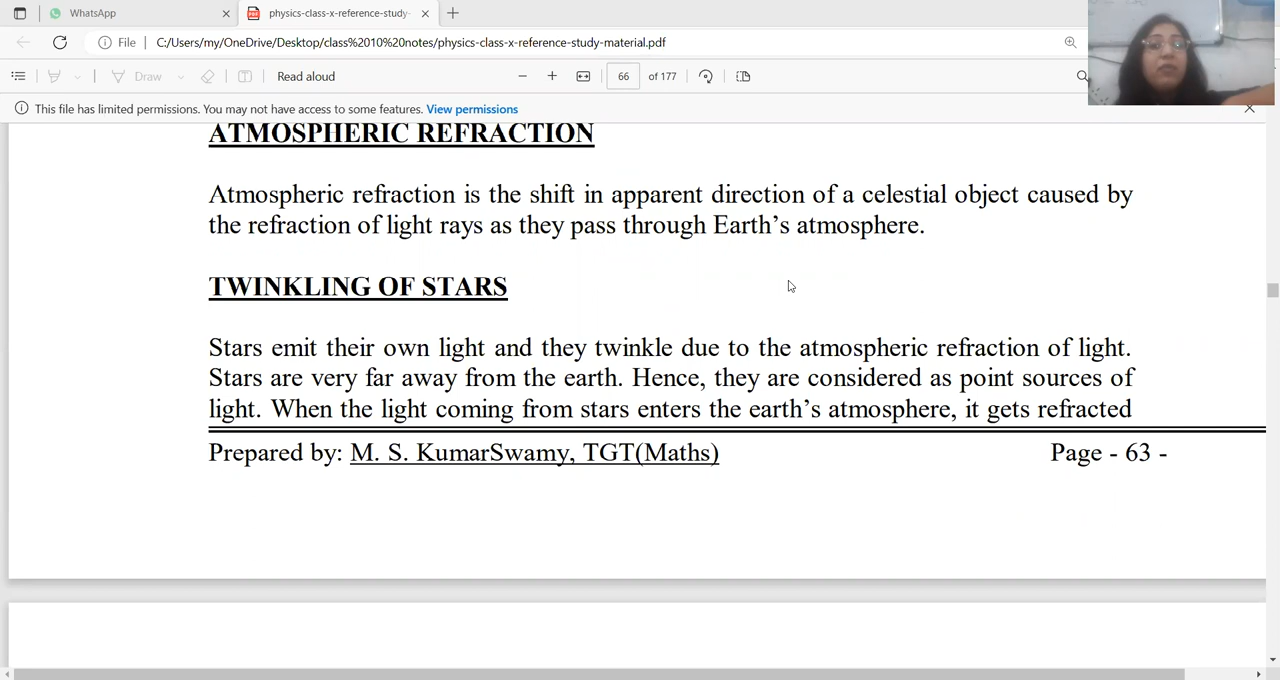 WhatsApp
physics-class-x-reference-study-
File
C:/Users/my/OneDrive/Desktop/class%2010%20notes/physics-class-x-reference-study-material.pdf
Draw
Read aloud
66 of 177
This file has limited permissions. You may not have access to some features. View permissions
ATMOSPHERIC REFRACTION
Atmospheric refraction is the shift in apparent direction of a celestial object caused by
the refraction of light rays as they pass through Earth’s atmosphere.
TWINKLING OF STARS
Stars emit their own light and they twinkle due to the atmospheric refraction of light.
Stars are very far away from the earth. Hence, they are considered as point sources of
light. When the light coming from stars enters the earth’s atmosphere, it gets refracted
Prepared by: M. S. KumarSwamy, TGT(Maths)
Page - 63 -